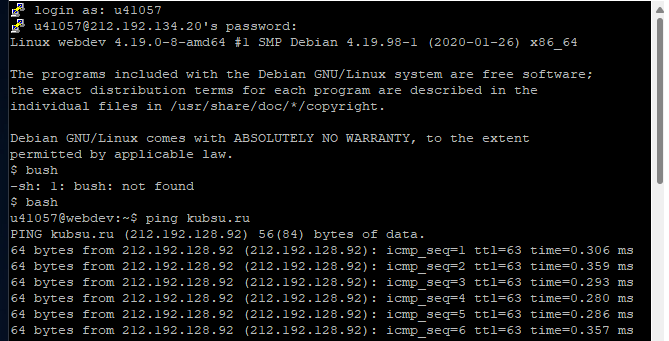 login as: u41057
u41057@212.192.134.20's password:
Linux webdev 4.19.0-8-amd64 #1 SMP Debian 4.19.98-1 (2020-01-26) x86_64
The programs included with the Debian GNU/Linux system are free software;
the exact distribution terms for each program are described in the
individual files in /usr/share/doc/*/copyright.
Debian GNU/Linux comes with ABSOLUTELY NO WARRANTY, to the extent
permitted by applicable law.
$ bush
-sh: 1: bush: not found
$ bash
u41057@webdev:~$ ping kubsu.ru
PING kubsu.ru (212.192.128.92) 56(84) bytes of data.
64 bytes from 212.192.128.92 (212.192.128.92): icmp_seq=1 ttl=63 time=0.306 ms
64 bytes from 212.192.128.92 (212.192.128.92): icmp_seq=2 ttl=63 time=0.359 ms
64 bytes from 212.192.128.92 (212.192.128.92): icmp_seq=3 ttl=63 time=0.293 ms
64 bytes from 212.192.128.92 (212.192.128.92): icmp_seq=4 ttl=63 time=0.280 ms
64 bytes from 212.192.128.92 (212.192.128.92): icmp_seq=5 ttl=63 time=0.286 ms
64 bytes from 212.192.128.92 (212.192.128.92): icmp_seq=6 ttl=63 time=0.357 ms